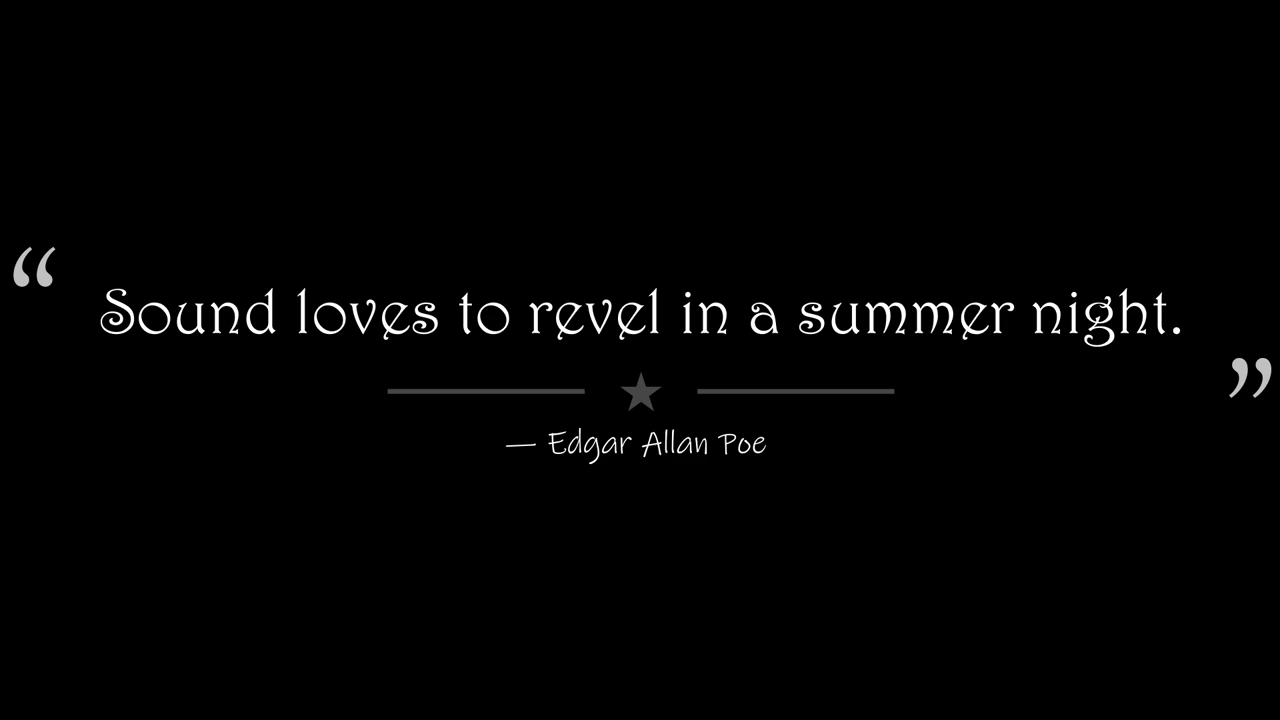 “
Sound loves to revel in a summer night.
”
— Edgar Allan Poe